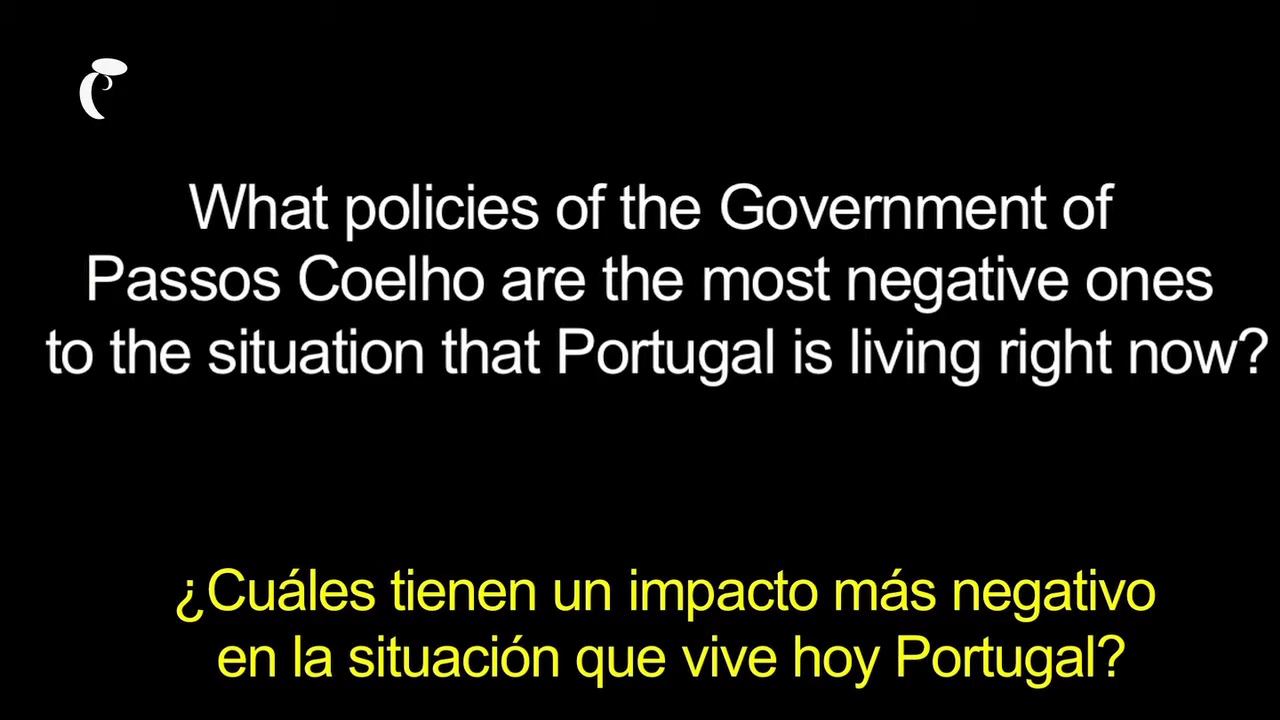 What policies of the Government of
Passos Coelho are the most negative ones
to the situation that Portugal is living right now?
¿Cuáles tienen un impacto más negativo
en la situación que vive hoy Portugal?